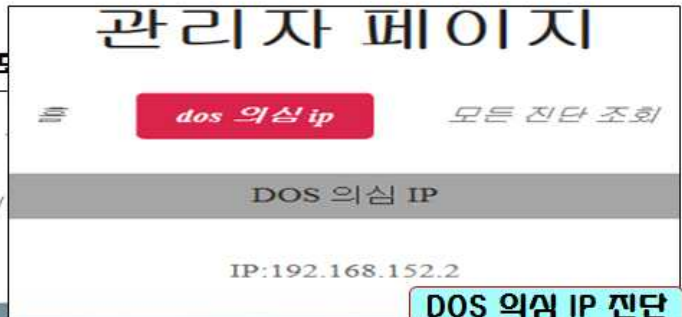 관리자 페이지
홈 dos 의심 ip 모든 진단 조회
DOS 의심 IP
IP:192.168.152.2
DOS 의심 IP 진단